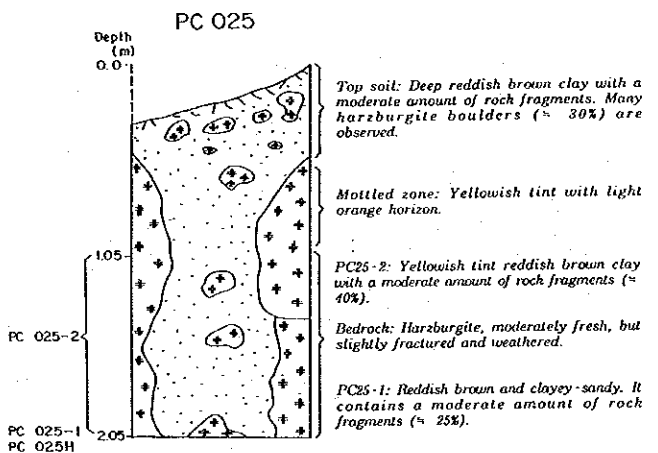 PC 025
Depth
(m)
0.0
1.05
2.05
PC 025-2
PC 025-1
PC 025H
Top soil: Deep reddish brown clay with a
moderate amount of rock fragments. Many
harzburgite boulders (≒ 30%) are
observed.
Mottled zone: Yellowish tint with light
orange horizon.
PC25-2: Yellowish tint reddish brown clay
with a moderate amount of rock fragments (≒
40%).
Bedrock: Harzburgite, moderately fresh, but
slightly fractured and weathered.
PC25-1: Reddish brown and clayey-sandy. It
contains a moderate amount of rock
fragments (≒ 25%).